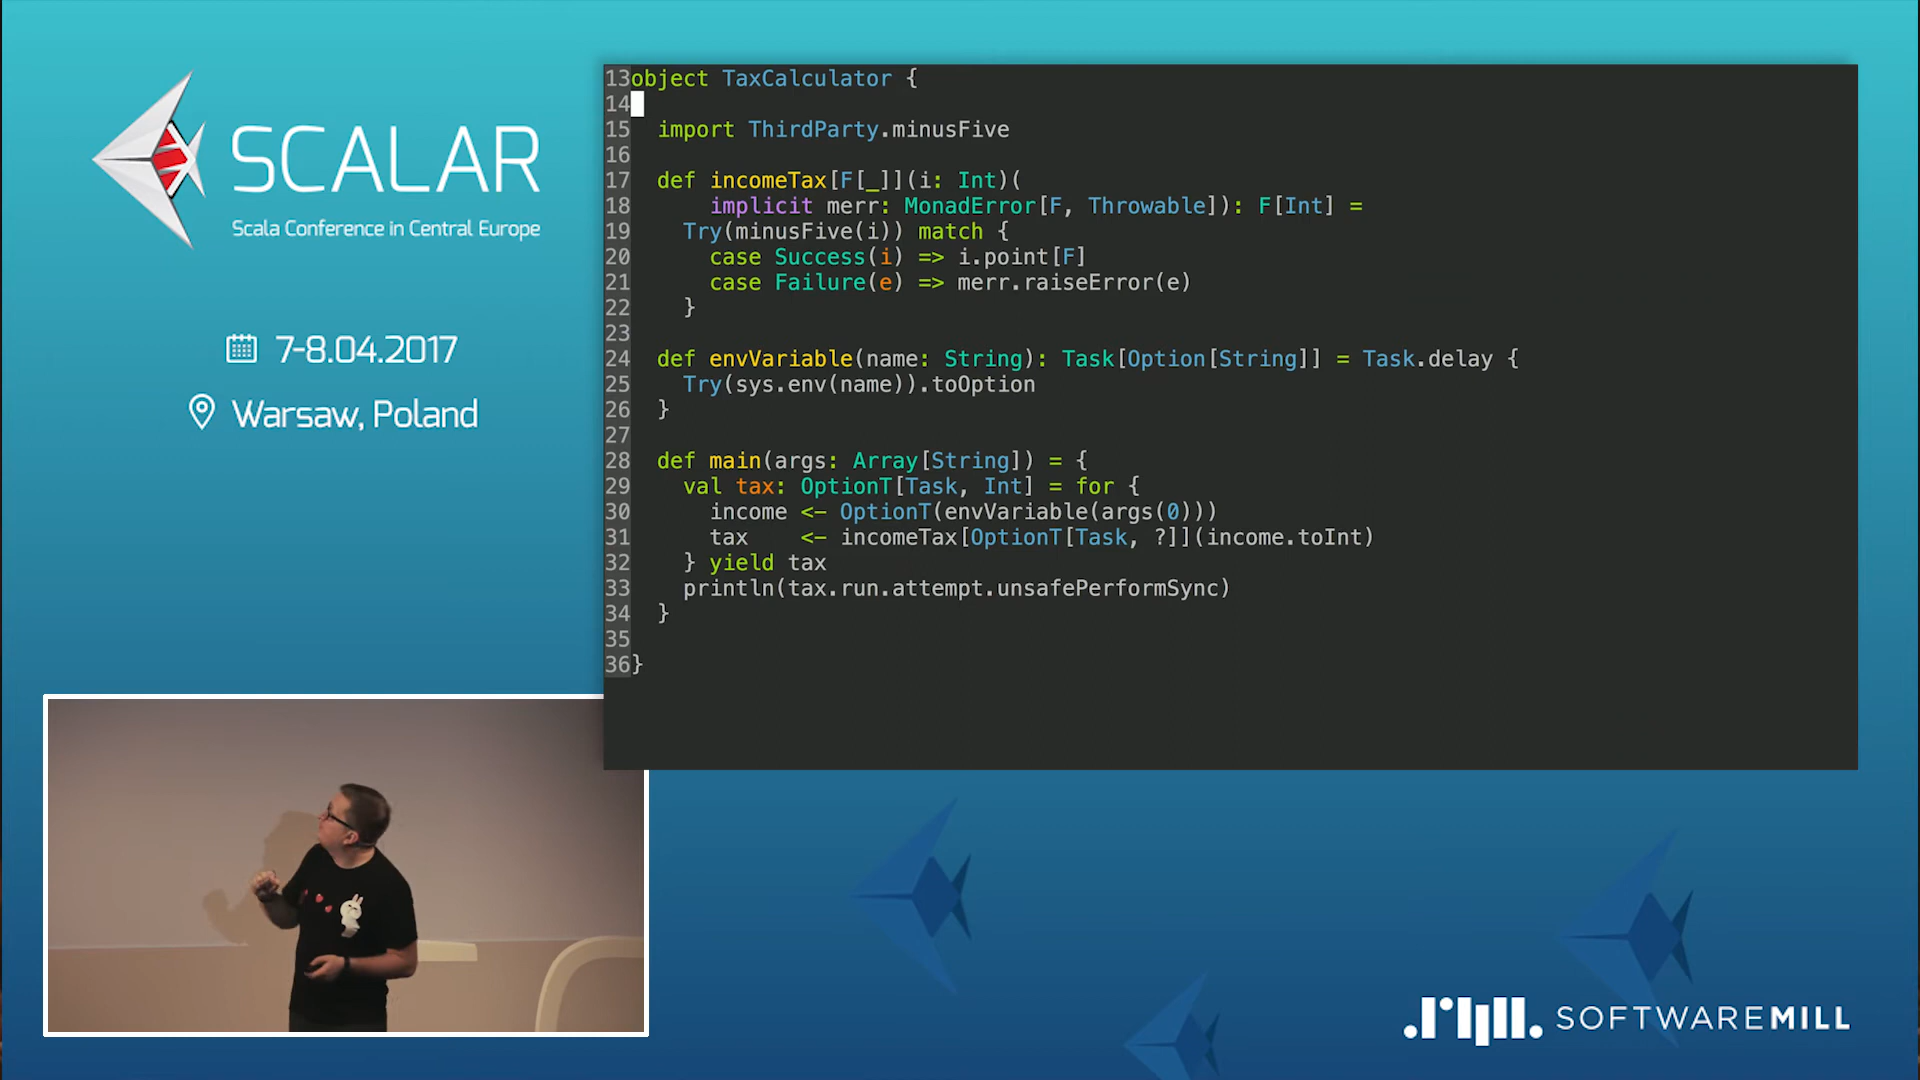 SCALAR
Scala Conference in Central Europe
7-8.04.2017
Warsaw, Poland
13object TaxCalculator {
14
15  import ThirdParty.minusFive
16
17  def incomeTax[F[_]](i: Int)(
18      implicit merr: MonadError[F, Throwable]): F[Int] =
19    Try(minusFive(i)) match {
20      case Success(i) => i.point[F]
21      case Failure(e) => merr.raiseError(e)
22    }
23
24  def envVariable(name: String): Task[Option[String]] = Task.delay {
25    Try(sys.env(name)).toOption
26  }
27
28  def main(args: Array[String]) = {
29    val tax: OptionT[Task, Int] = for {
30      income <- OptionT(envVariable(args(0)))
31      tax    <- incomeTax[OptionT[Task, ?]](income.toInt)
32    } yield tax
33    println(tax.run.attempt.unsafePerformSync)
34  }
35
36}
SOFTWAREMILL